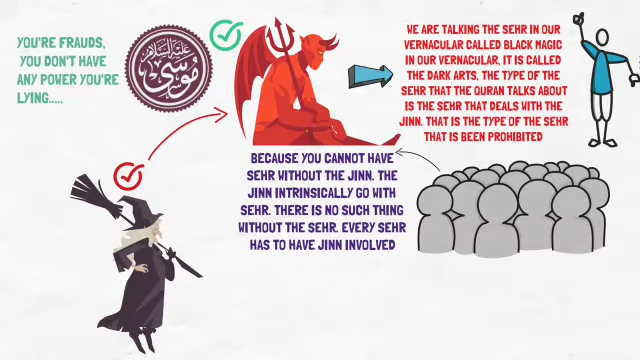 YOU'RE FRAUDS,
YOU DON'T HAVE
ANY POWER YOU'RE
LYING.....
عليه السلام
موسى
WE ARE TALKING THE SEHR IN OUR
VERNACULAR CALLED BLACK MAGIC
IN OUR VERNACULAR, IT IS CALLED
THE DARK ARTS, THE TYPE OF THE
SEHR THAT THE QURAN TALKS ABOUT
IS THE SEHR THAT DEALS WITH THE
JINN. THAT IS THE TYPE OF THE SEHR
THAT IS BEEN PROHIBITED
BECAUSE YOU CANNOT HAVE
SEHR WITHOUT THE JINN. THE
JINN INTRINSICALLY GO WITH
SEHR. THERE IS NO SUCH THING
WITHOUT THE SEHR. EVERY SEHR
HAS TO HAVE JINN INVOLVED